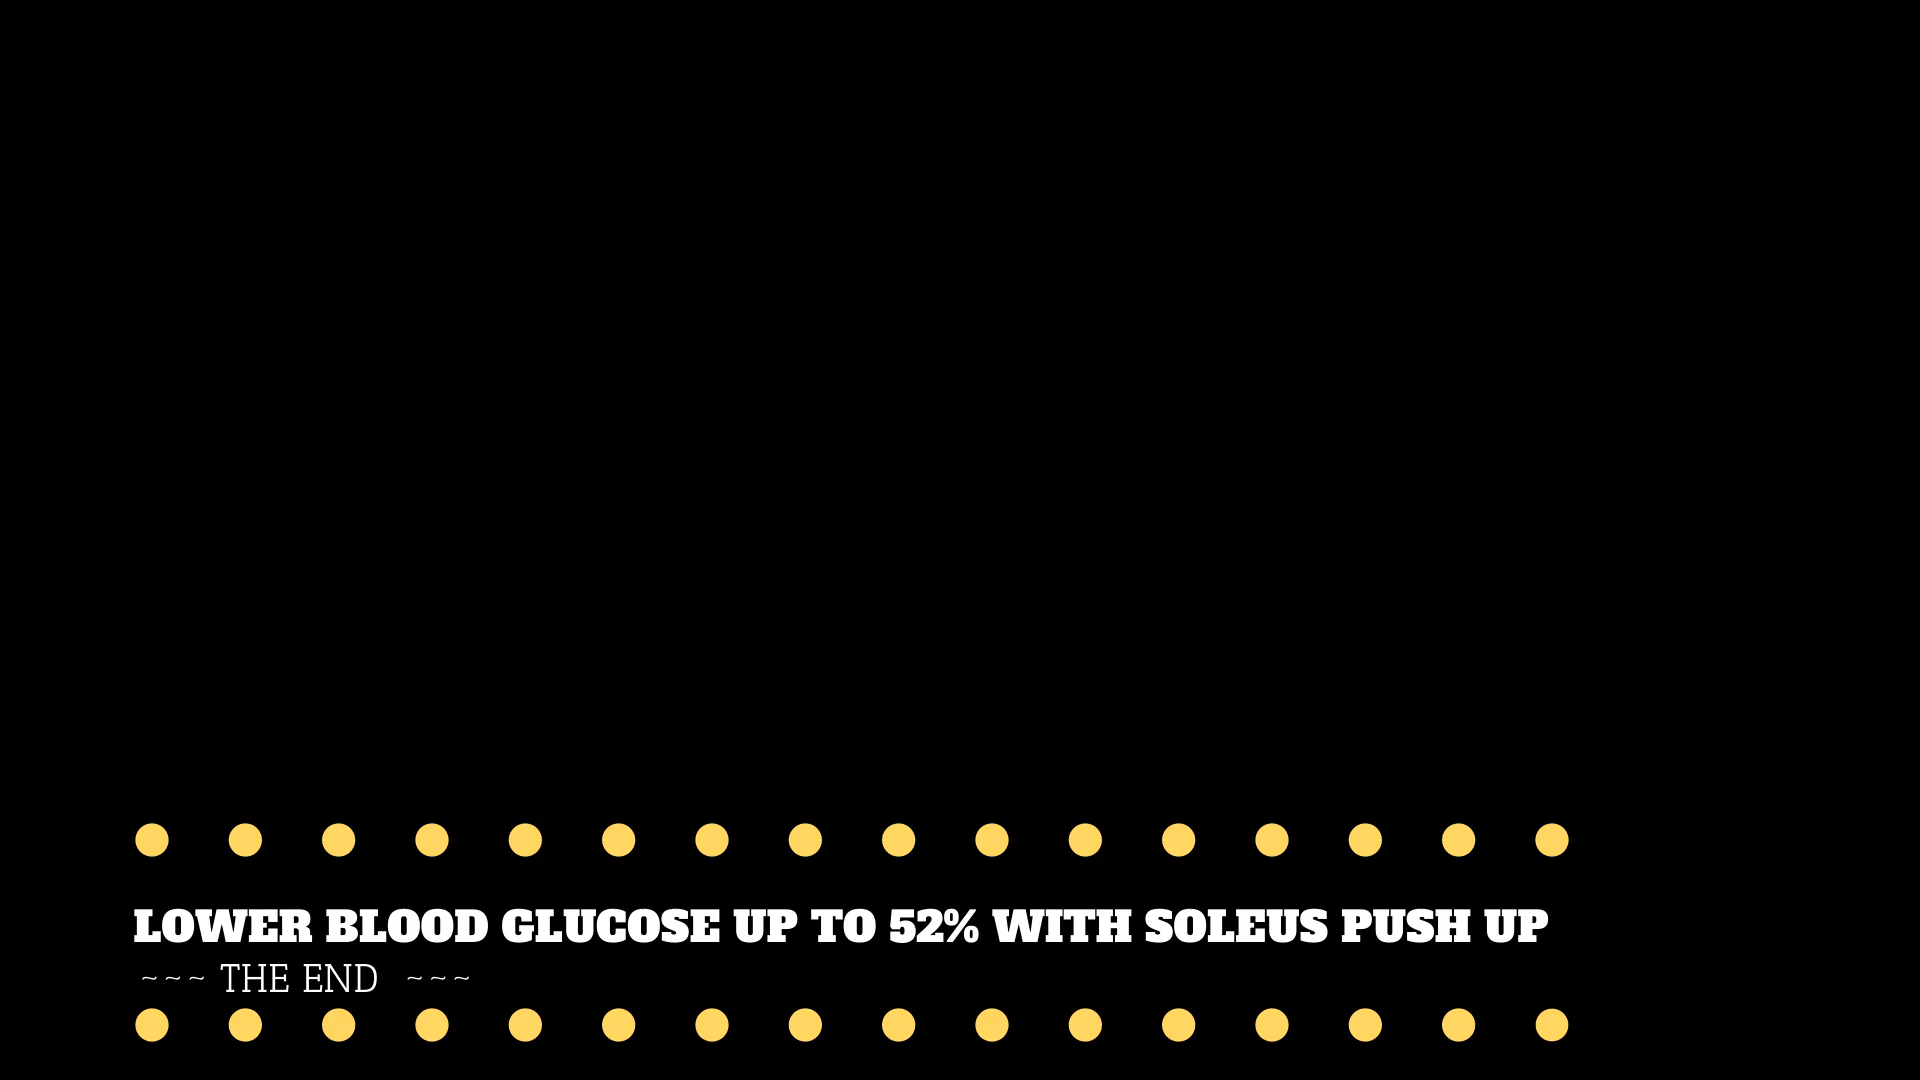 LOWER BLOOD GLUCOSE UP TO 52% WITH SOLEUS PUSH UP
~~~ THE END ~~~